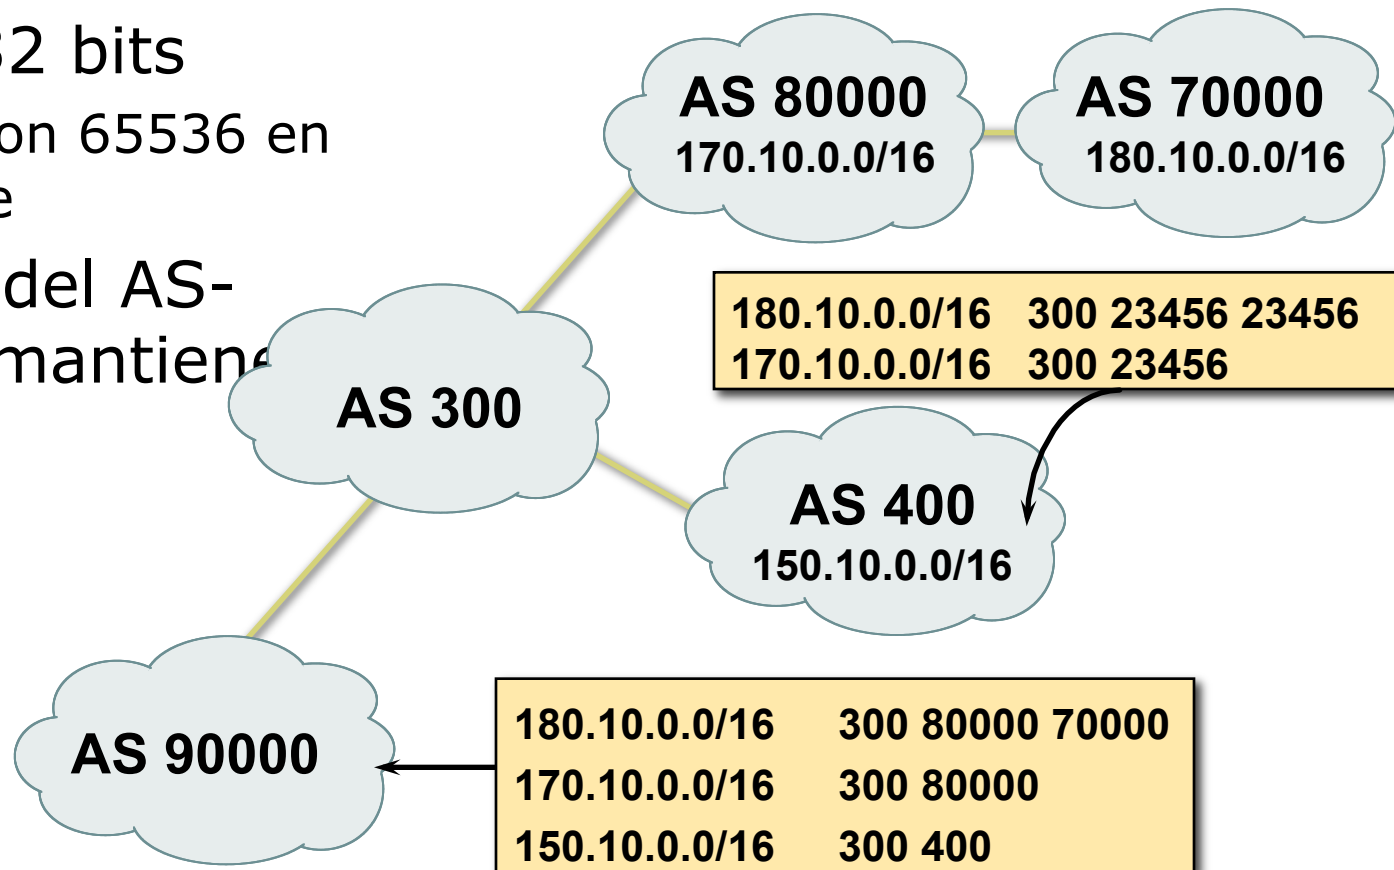 32 bits
on 65536 en
e
del AS-
mantiene
AS 80000
170.10.0.0/16
AS 70000
180.10.0.0/16
180.10.0.0/16 300 23456 23456
170.10.0.0/16 300 23456
AS 300
AS 400
150.10.0.0/16
AS 90000
180.10.0.0/16 300 80000 70000
170.10.0.0/16 300 80000
150.10.0.0/16 300 400